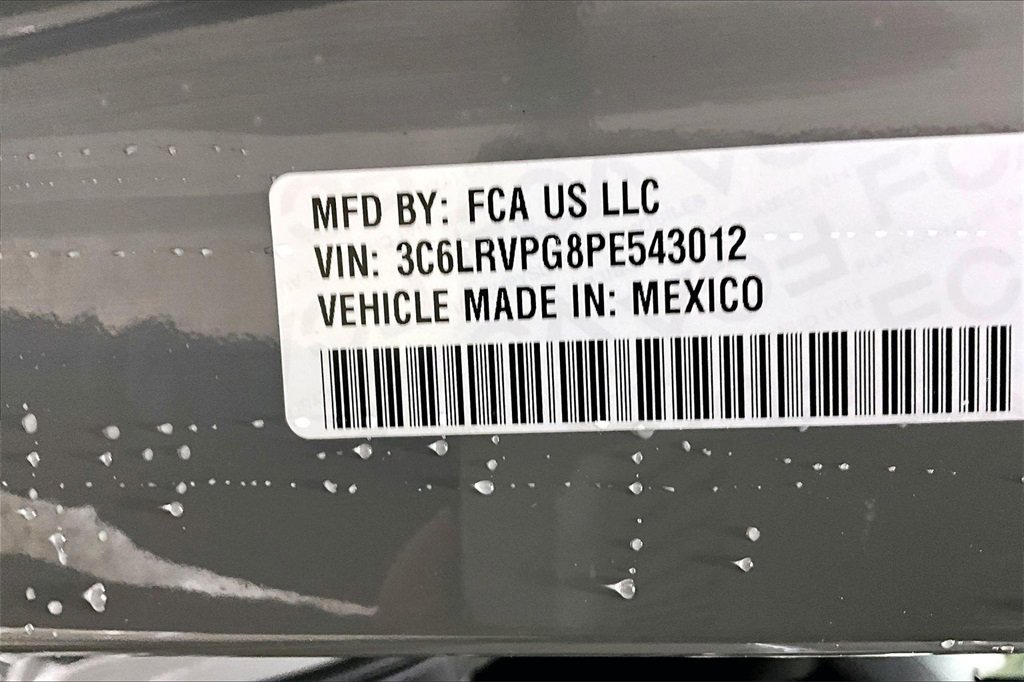 MFD BY: FCA US LLC
VIN: 3C6LRVPG8PE543012
VEHICLE MADE IN: MEXICO